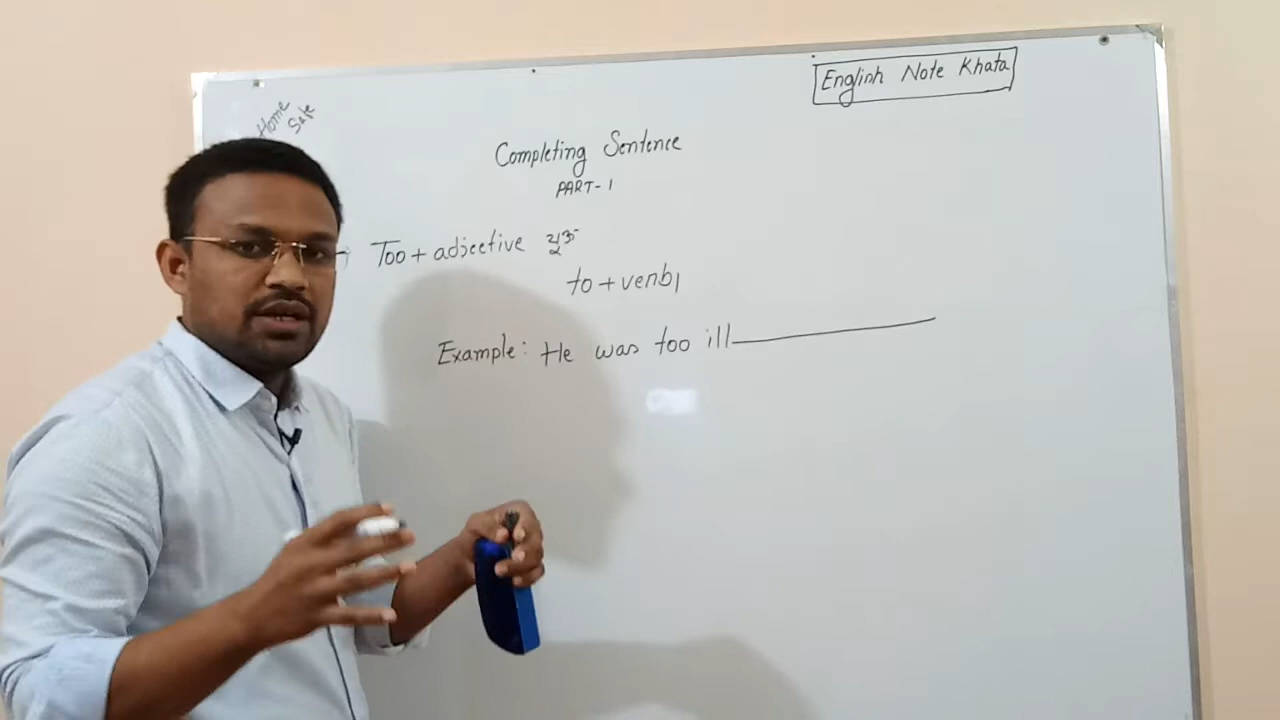 English Note Khata
Home
Safe
Completing Sentence
PART-1
Too + adjective যুক্ত
to + verb।
Example: He was too ill